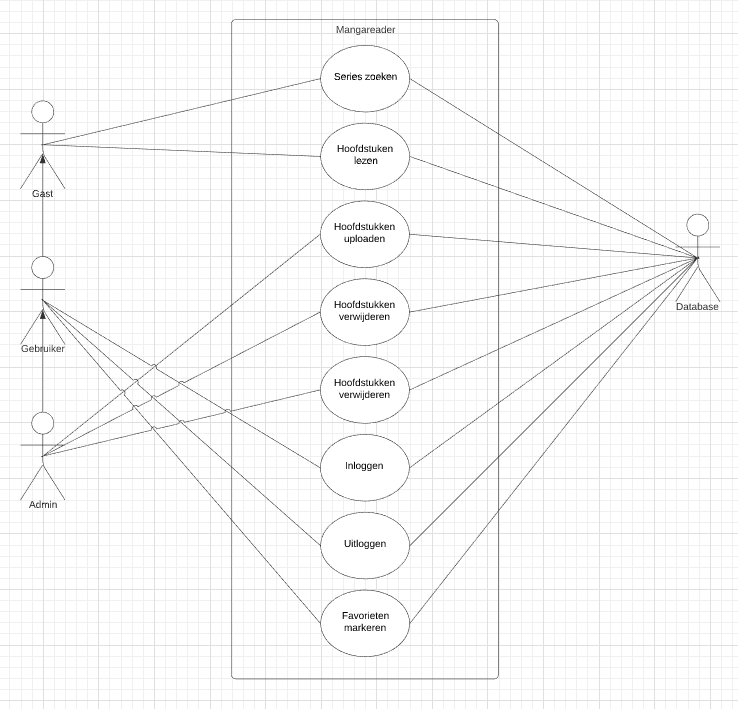 Mangareader
Series zoeken
Hoofdstuken
lezen
Gast
Hoofdstukken
uploaden
Hoofdstukken
verwijderen
Database
Gebruiker
Hoofdstukken
verwijderen
Inloggen
Admin
Uitloggen
Favorieten
markeren